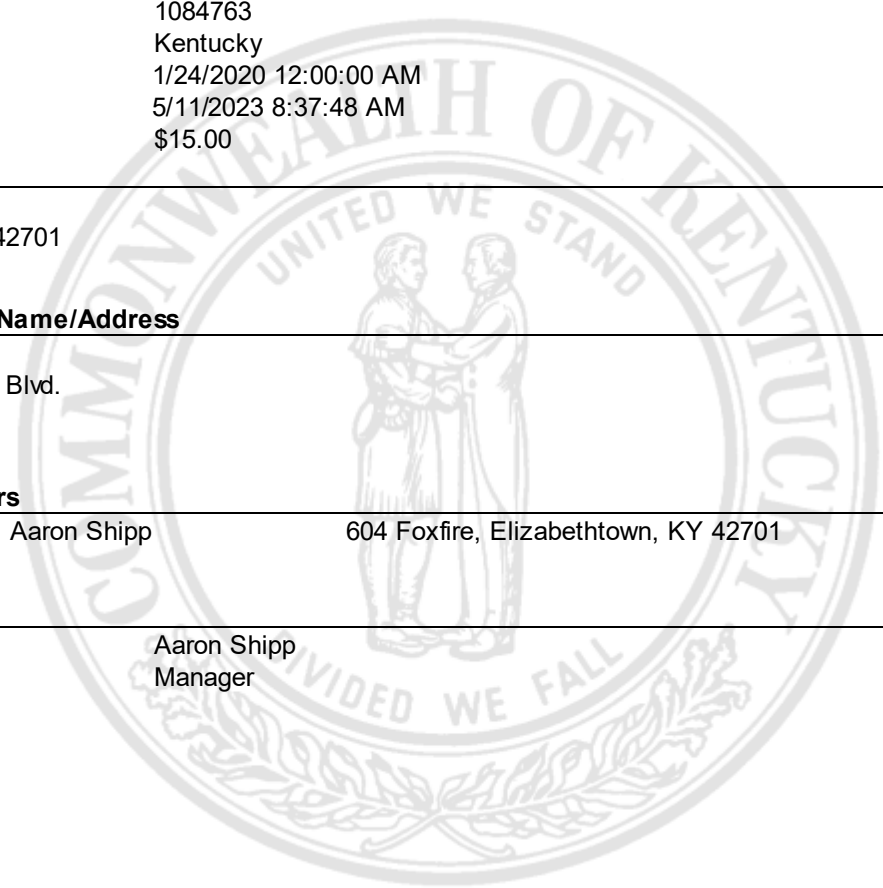 1084763
Kentucky
1/24/2020 12:00:00 AM
5/11/2023 8:37:48 AM
$15.00
42701
Name/Address
Blvd.
rs
Aaron Shipp 604 Foxfire, Elizabethtown, KY 42701
Aaron Shipp
Manager
COMMONWEALTH OF KENTUCKY
UNITED WE STAND
DIVIDED WE FALL